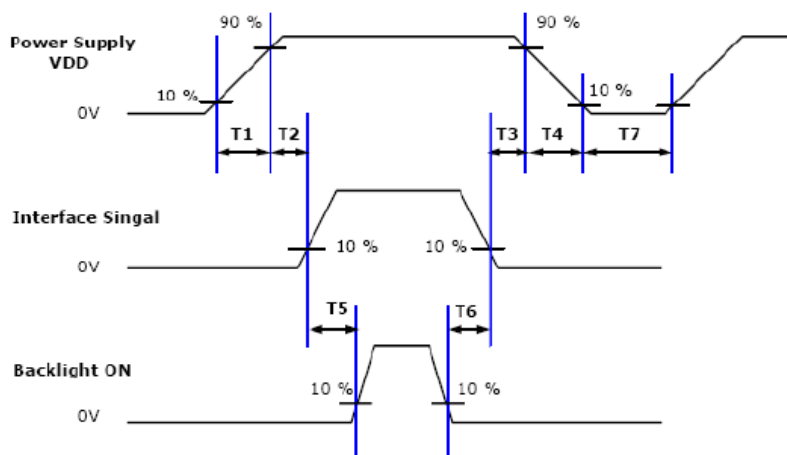 90 %
90 %
Power Supply
VDD
10 %
10 %
0V
T1
T2
T3
T4
T7
Interface Singal
10 %
10 %
0V
T5
T6
Backlight ON
10 %
10 %
0V